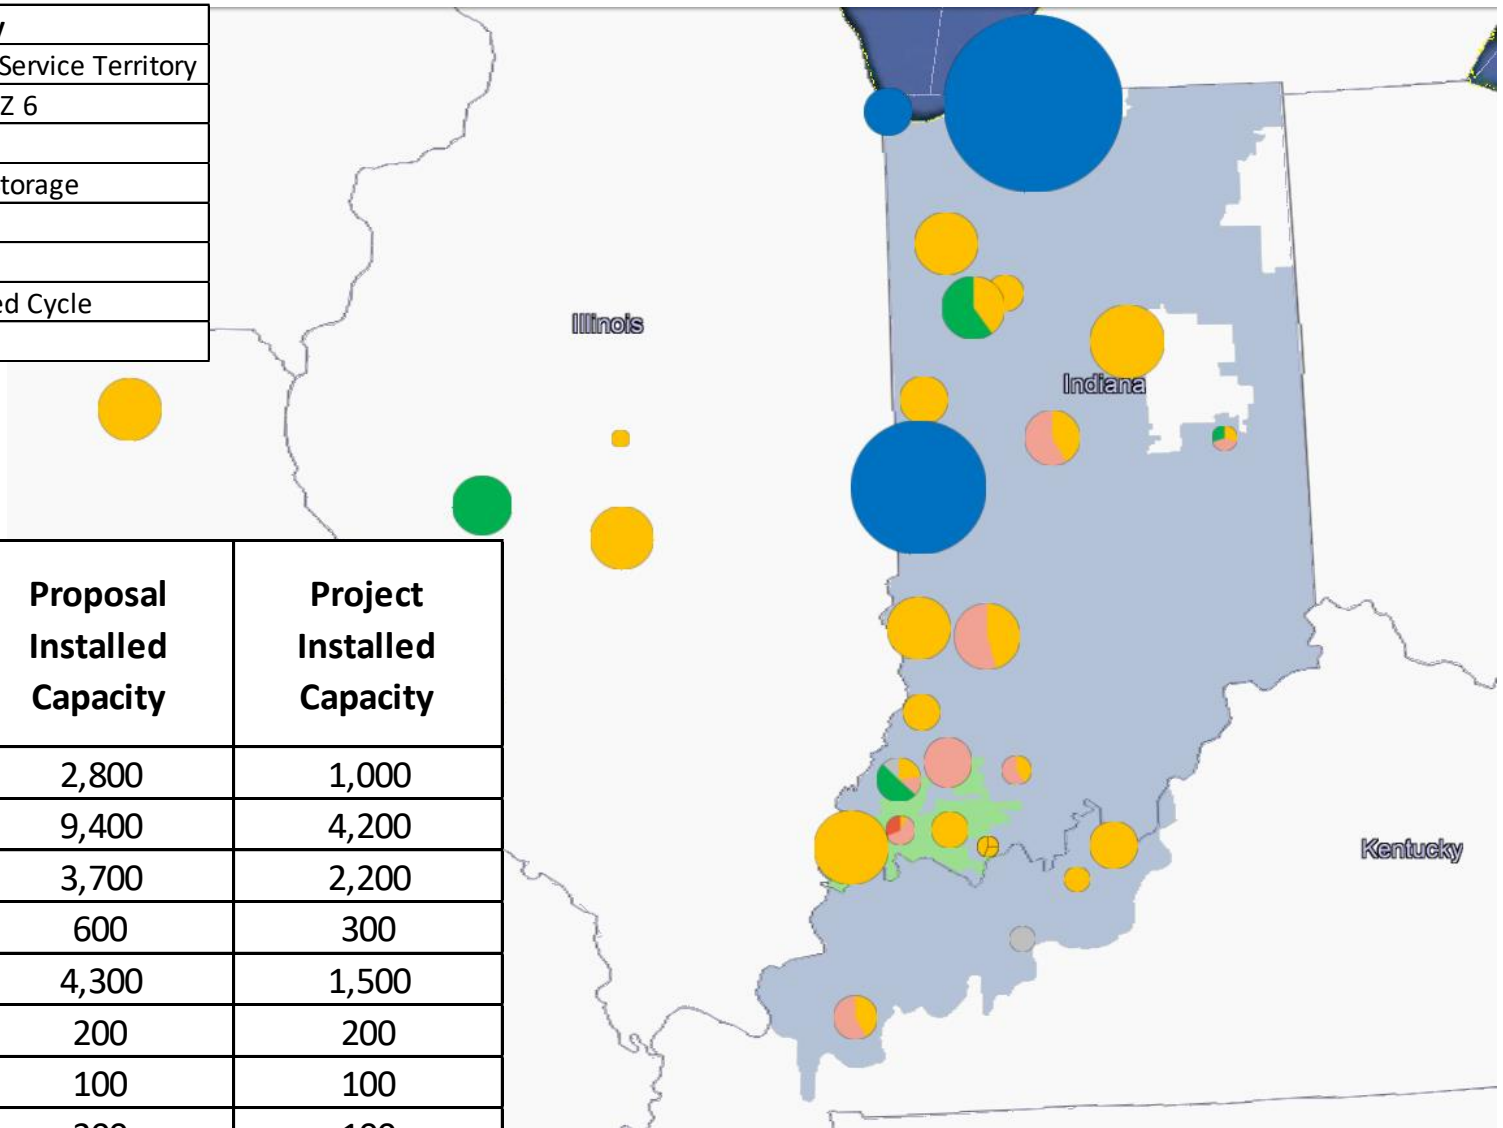 Service Territory
Z 6
torage
ed Cycle
Illinois
Indiana
Kentucky
Proposal Installed Capacity
Project Installed Capacity
2,800 1,000
9,400 4,200
3,700 2,200
600 300
4,300 1,500
200 200
100 100